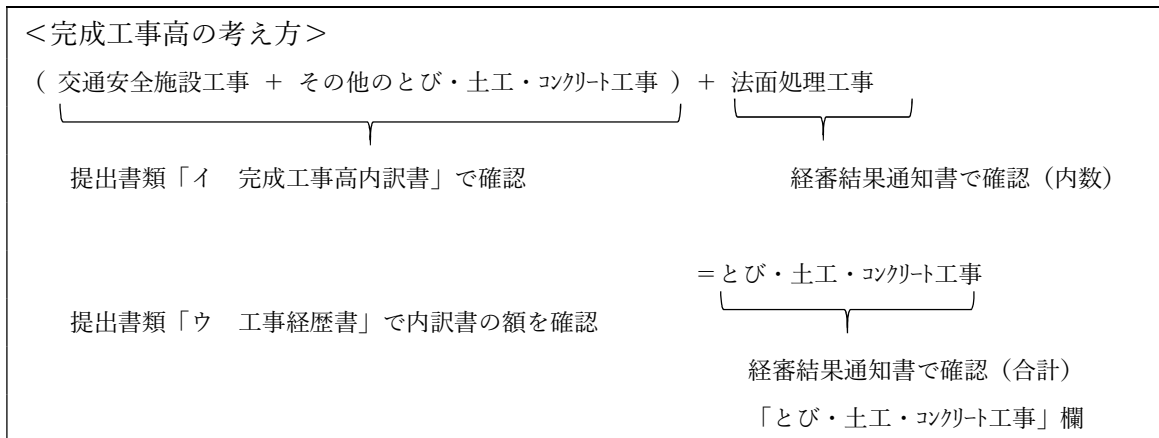 ＜完成工事高の考え方＞
（ 交通安全施設工事 ＋ その他のとび・土工・ｺﾝｸﾘｰﾄ工事 ）＋ 法面処理工事
提出書類「イ　完成工事高内訳書」で確認　経審結果通知書で確認（内数）
＝とび・土工・ｺﾝｸﾘｰﾄ工事
提出書類「ウ　工事経歴書」で内訳書の額を確認
経審結果通知書で確認（合計）
「とび・土工・ｺﾝｸﾘｰﾄ工事」欄